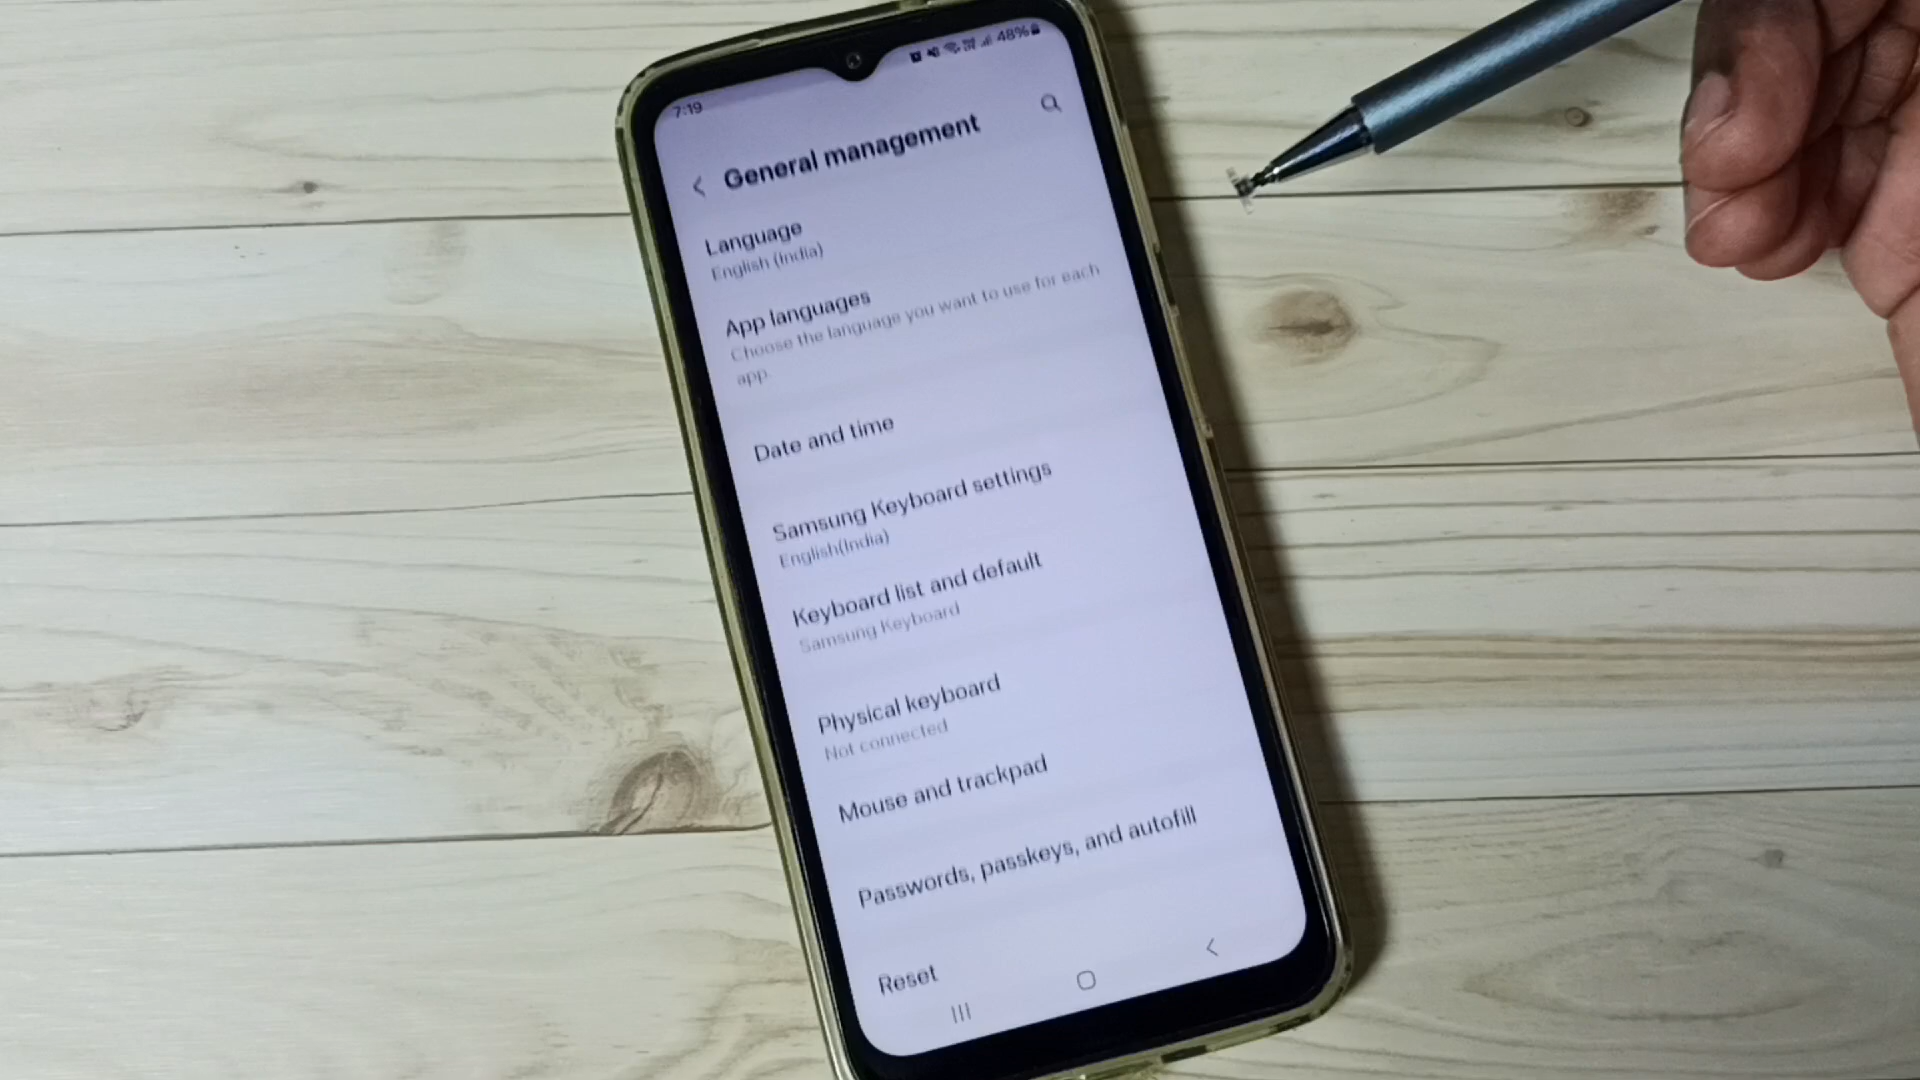 7:19
48%
General management
Language
English (India)
App languages
Choose the language you want to use for each
app.
Date and time
Samsung Keyboard settings
English(India)
Keyboard list and default
Samsung Keyboard
Physical keyboard
Not connected
Mouse and trackpad
Passwords, passkeys, and autofill
Reset